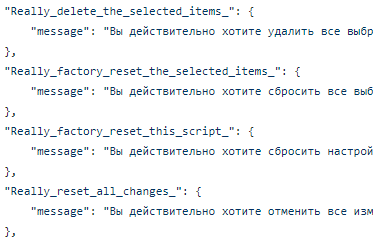 "Really_delete_the_selected_items_": {
"message": "Вы действительно хотите удалить все выбр
},
"Really_factory_reset_the_selected_items_": {
"message": "Вы действительно хотите сбросить все выб
},
"Really_factory_reset_this_script_": {
"message": "Вы действительно хотите сбросить настрой
},
"Really_reset_all_changes_": {
"message": "Вы действительно хотите отменить все изм
},